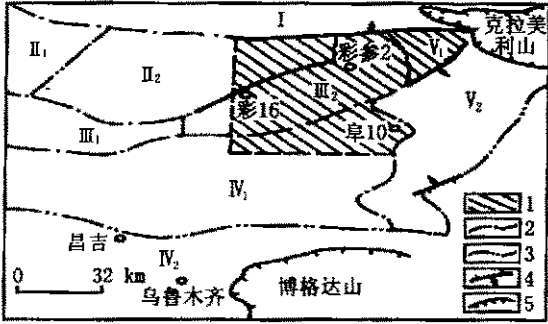 I
克拉美
利山
II₁
II₂
彩参2
V₁
彩16
III₂
V₂
III₁
阜10
IV₁
昌吉
IV₂
0 32 km
乌鲁木齐
博格达山
1
2
3
4
5